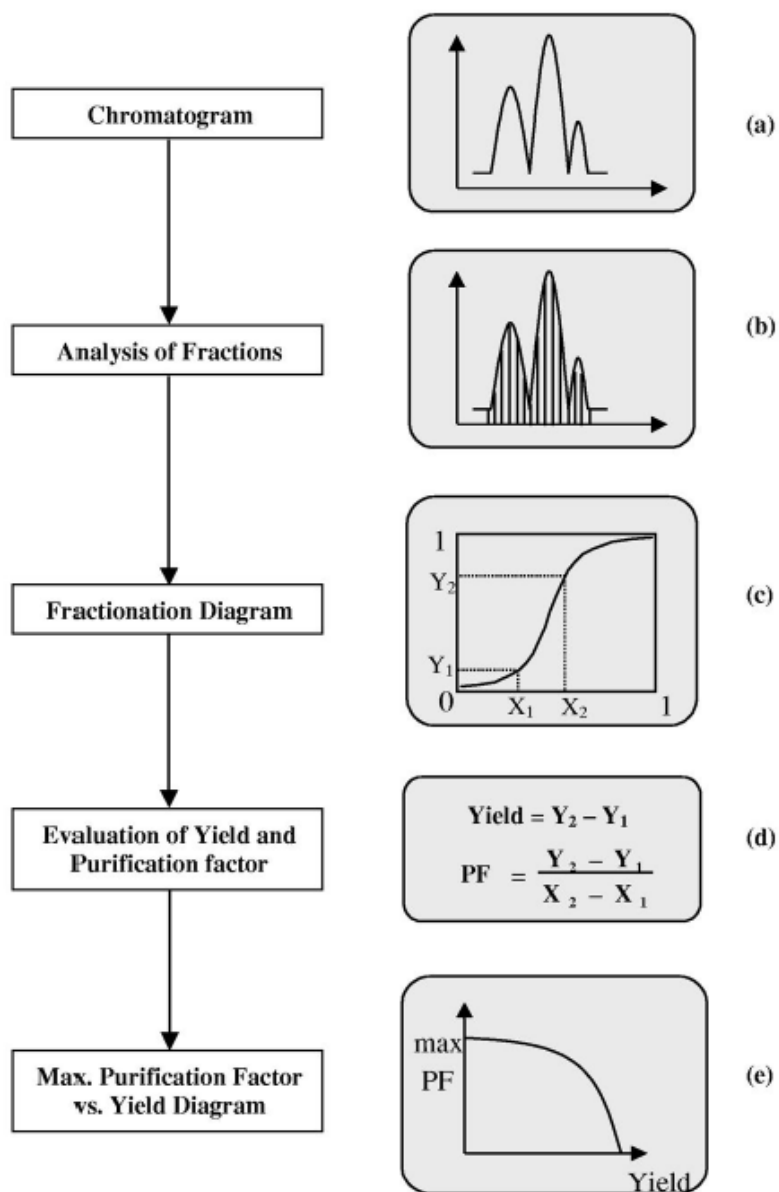 Chromatogram
(a)
Analysis of Fractions
(b)
Fractionation Diagram
1
Y2
Y1
0
X1
X2
1
(c)
Evaluation of Yield and
Purification factor
Yield = Y2 – Y1
PF = Y2 – Y1
X2 – X1
(d)
Max. Purification Factor
vs. Yield Diagram
max
PF
Yield
(e)